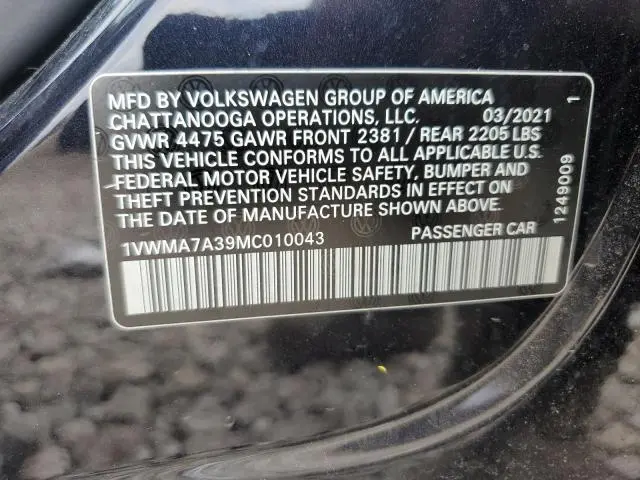 MFD BY VOLKSWAGEN GROUP OF AMERICA
CHATTANOOGA OPERATIONS, LLC. 03/2021
GVWR 4475 GAWR FRONT 2381 / REAR 2205 LBS
THIS VEHICLE CONFORMS TO ALL APPLICABLE U.S.
FEDERAL MOTOR VEHICLE SAFETY, BUMPER AND
THEFT PREVENTION STANDARDS IN EFFECT ON
THE DATE OF MANUFACTURE SHOWN ABOVE.
1VWMA7A39MC010043 PASSENGER CAR
1249009 1